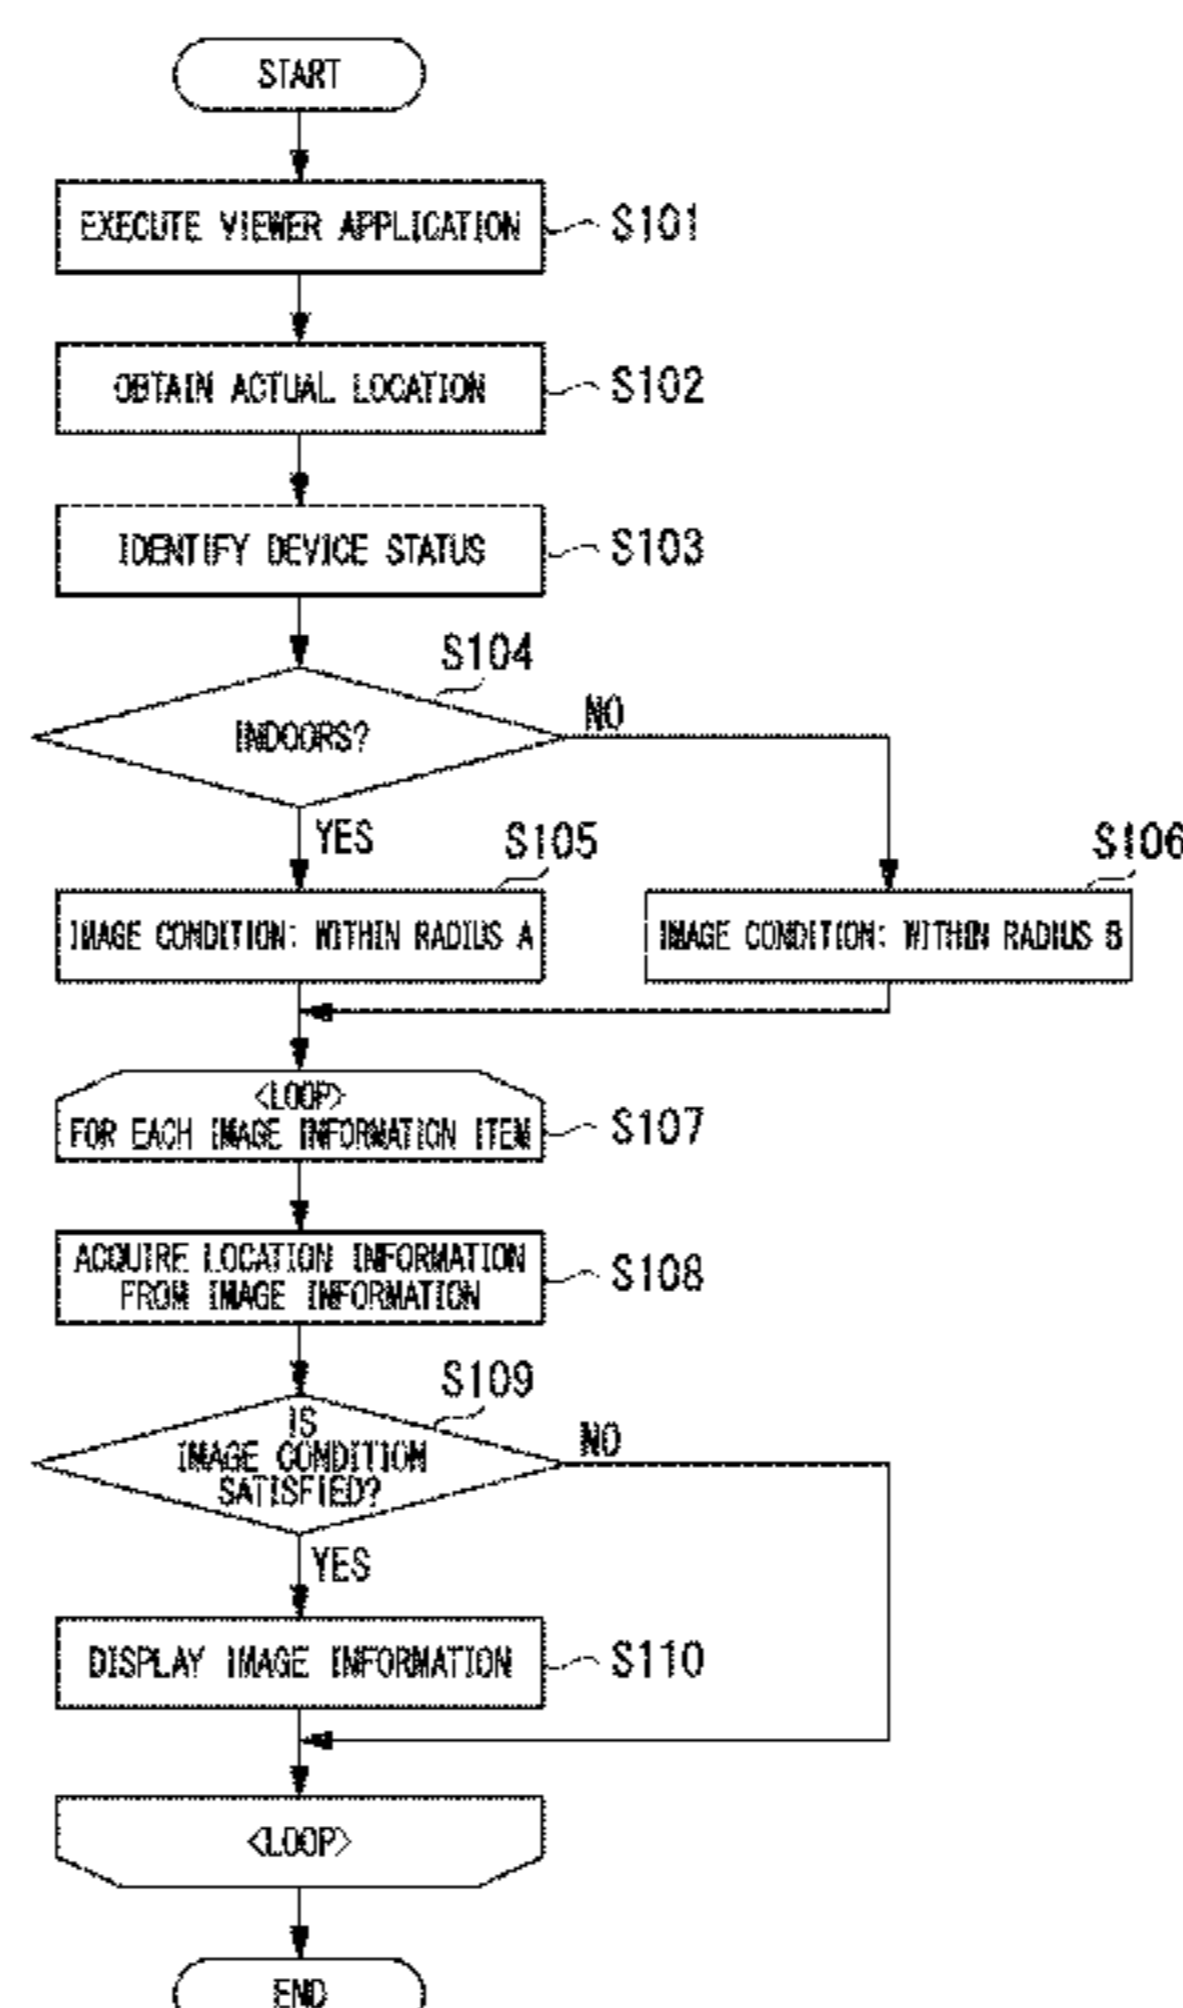 START
EXECUTE VIEWER APPLICATION
S101
OBTAIN ACTUAL LOCATION
S102
IDENTIFY DEVICE STATUS
S103
S104
INDOORS?
NO
YES
S105
S106
IMAGE CONDITION: WITHIN RADIUS A
IMAGE CONDITION: WITHIN RADIUS B
<LOOP>
FOR EACH IMAGE INFORMATION ITEM
S107
ACQUIRE LOCATION INFORMATION
FROM IMAGE INFORMATION
S108
S109
IS
IMAGE CONDITION
SATISFIED?
NO
YES
DISPLAY IMAGE INFORMATION
S110
<LOOP>
END